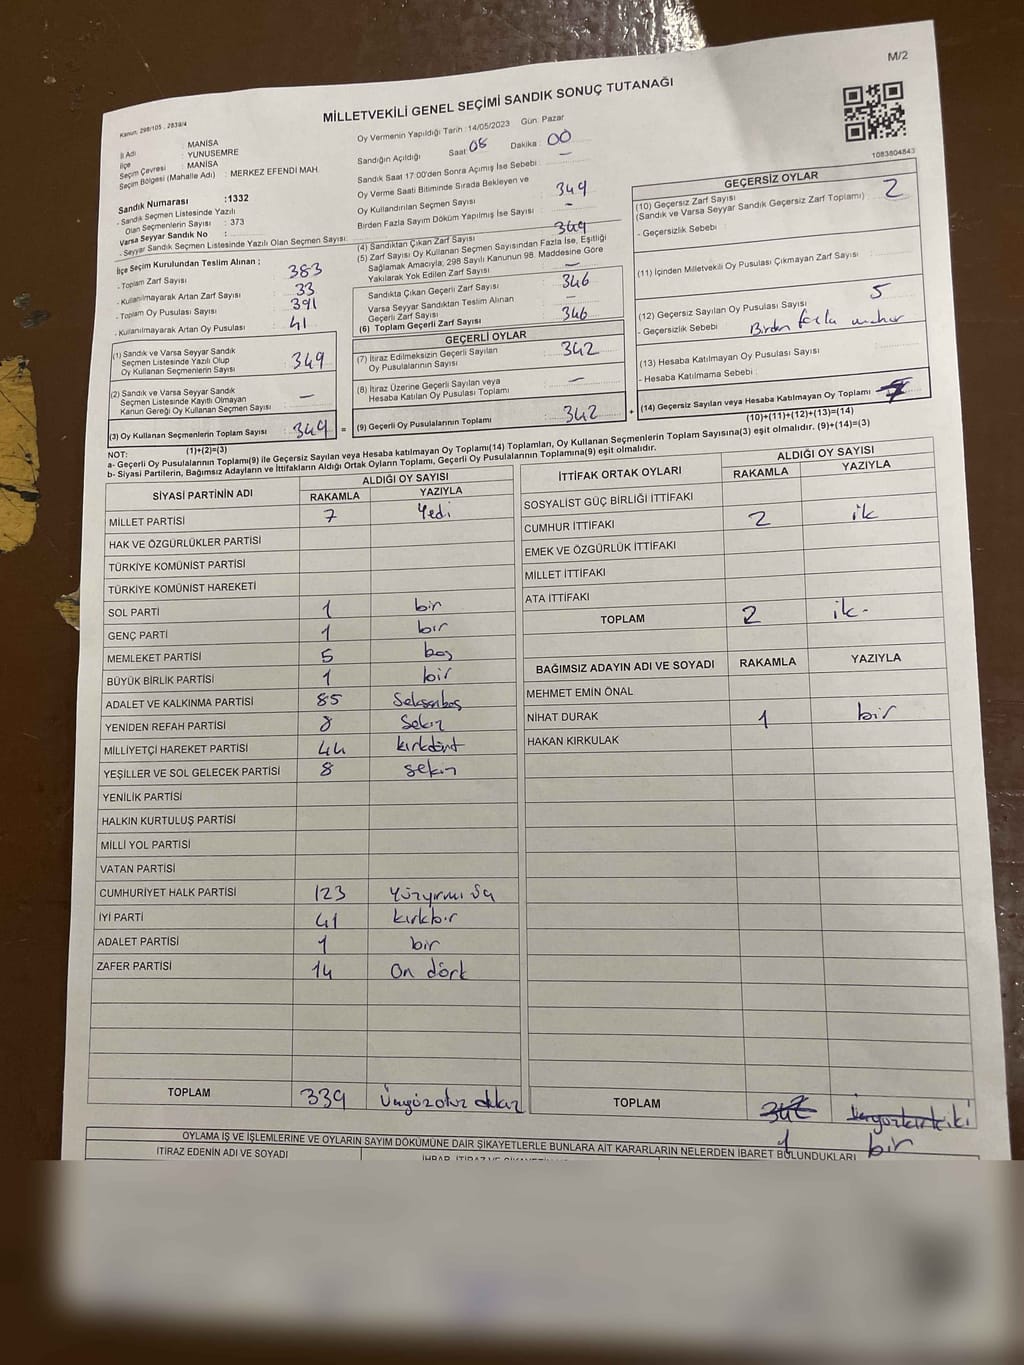 M/2
MİLLETVEKİLİ GENEL SEÇİMİ SANDIK SONUÇ TUTANAĞI
Kanun: 298/105 , 2839/4
İl Adı : MANİSA
İlçe : YUNUSEMRE
Seçim Çevresi : MANİSA
Seçim Bölgesi (Mahalle Adı) : MERKEZ EFENDİ MAH.
Sandık Numarası :1332
- Sandık Seçmen Listesinde Yazılı
Olan Seçmenlerin Sayısı : 373
Varsa Seyyar Sandık No :
- Seyyar Sandık Seçmen Listesinde Yazılı Olan Seçmen Sayısı:
İlçe Seçim Kurulundan Teslim Alınan ;
- Toplam Zarf Sayısı : 383
- Kullanılmayarak Artan Zarf Sayısı : 33
- Toplam Oy Pusulası Sayısı : 391
- Kullanılmayarak Artan Oy Pusulası : 41
(1) Sandık ve Varsa Seyyar Sandık
Seçmen Listesinde Yazılı Olup
Oy Kullanan Seçmenlerin Sayısı : 349
(2) Sandık ve Varsa Seyyar Sandık
Seçmen Listesinde Kayıtlı Olmayan
Kanun Gereği Oy Kullanan Seçmen Sayısı : —
(3) Oy Kullanan Seçmenlerin Toplam Sayısı : 349
(1)+(2)=(3)
Oy Vermenin Yapıldığı Tarih : 14/05/2023 Gün: Pazar
Sandığın Açıldığı Saat: 08 Dakika : 00
Sandık Saat 17:00'den Sonra Açımış İse Sebebi : —
Oy Verme Saati Bitiminde Sırada Bekleyen ve
Oy Kullandırılan Seçmen Sayısı : 349
Birden Fazla Sayım Döküm Yapılmış İse Sayısı : -
(4) Sandıktan Çıkan Zarf Sayısı : 349
(5) Zarf Sayısı Oy Kullanan Seçmen Sayısından Fazla İse, Eşitliği
Sağlamak Amacıyla, 298 Sayılı Kanunun 98. Maddesine Göre
Yakılarak Yok Edilen Zarf Sayısı : —
Sandıkta Çıkan Geçerli Zarf Sayısı : 346
Varsa Seyyar Sandıktan Teslim Alınan
Geçerli Zarf Sayısı : —
(6) Toplam Geçerli Zarf Sayısı : 346
GEÇERLİ OYLAR
(7) İtiraz Edilmeksizin Geçerli Sayılan
Oy Pusulalarının Sayısı : 342
(8) İtiraz Üzerine Geçerli Sayılan veya
Hesaba Katılan Oy Pusulası Toplamı : —
= (9) Geçerli Oy Pusulalarının Toplamı : 342
1083804843
GEÇERSİZ OYLAR
(10) Geçersiz Zarf Sayısı
(Sandık ve Varsa Seyyar Sandık Geçersiz Zarf Toplamı) : 2
- Geçersizlik Sebebi :
(11) İçinden Milletvekili Oy Pusulası Çıkmayan Zarf Sayısı :
(12) Geçersiz Sayılan Oy Pusulası Sayısı : 5
- Geçersizlik Sebebi : Birden fazla mühür
(13) Hesaba Katılmayan Oy Pusulası Sayısı :
- Hesaba Katılmama Sebebi :
+ (14) Geçersiz Sayılan veya Hesaba Katılmayan Oy Toplamı : 7
(10)+(11)+(12)+(13)=(14)
NOT:
a- Geçerli Oy Pusulalarının Toplamı(9) ile Geçersiz Sayılan veya Hesaba katılmayan Oy Toplamı(14) Toplamları, Oy Kullanan Seçmenlerin Toplam Sayısına(3) eşit olmalıdır. (9)+(14)=(3)
b- Siyasi Partilerin, Bağımsız Adayların ve İttifakların Aldığı Ortak Oyların Toplamı, Geçerli Oy Pusulalarının Toplamına(9) eşit olmalıdır.
SİYASİ PARTİNİN ADI ALDIĞI OY SAYISI
RAKAMLA YAZIYLA
MİLLET PARTİSİ 7 Yedi
HAK VE ÖZGÜRLÜKLER PARTİSİ
TÜRKİYE KOMÜNİST PARTİSİ
TÜRKİYE KOMÜNİST HAREKETİ
SOL PARTİ 1 bir
GENÇ PARTİ 1 bir
MEMLEKET PARTİSİ 5 beş
BÜYÜK BİRLİK PARTİSİ 1 bir
ADALET VE KALKINMA PARTİSİ 85 Seksenbeş
YENİDEN REFAH PARTİSİ 8 Sekiz
MİLLİYETÇİ HAREKET PARTİSİ 44 kırkdört
YEŞİLLER VE SOL GELECEK PARTİSİ 8 sekiz
YENİLİK PARTİSİ
HALKIN KURTULUŞ PARTİSİ
MİLLİ YOL PARTİSİ
VATAN PARTİSİ
CUMHURİYET HALK PARTİSİ 123 Yüzyirmi üç
İYİ PARTİ 41 kırkbir
ADALET PARTİSİ 1 bir
ZAFER PARTİSİ 14 On dört
TOPLAM 339 Üçyüzotuz dokuz
İTTİFAK ORTAK OYLARI ALDIĞI OY SAYISI
RAKAMLA YAZIYLA
SOSYALİST GÜÇ BİRLİĞİ İTTİFAKI
CUMHUR İTTİFAKI 2 ik
EMEK VE ÖZGÜRLÜK İTTİFAKI
MİLLET İTTİFAKI
ATA İTTİFAKI
TOPLAM 2 ik-
BAĞIMSIZ ADAYIN ADI VE SOYADI RAKAMLA YAZIYLA
MEHMET EMİN ÖNAL
NİHAT DURAK 1 bir
HAKAN KIRKULAK
TOPLAM 342 Üçyüzkırkiki
1 bir
OYLAMA İŞ VE İŞLEMLERİNE VE OYLARIN SAYIM DÖKÜMÜNE DAİR ŞİKAYETLERLE BUNLARA AİT KARARLARIN NELERDEN İBARET BULUNDUKLARI
İTİRAZ EDENİN ADI VE SOYADI